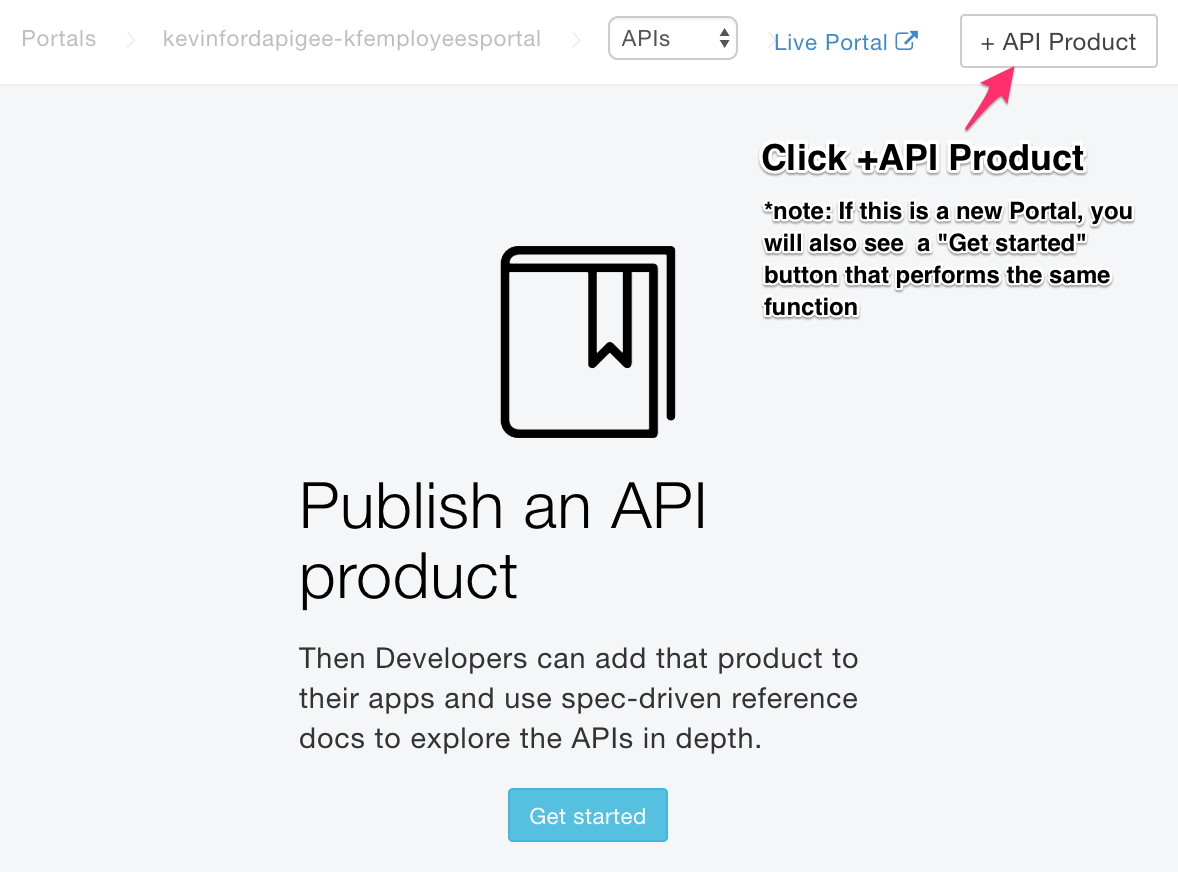 Portals
kevinfordapigee-kfemployeesportal
APIs
Live Portal
+ API Product
Click +API Product
*note: If this is a new Portal, you
will also see a "Get started"
button that performs the same
function
Publish an API
product
Then Developers can add that product to
their apps and use spec-driven reference
docs to explore the APIs in depth.
Get started